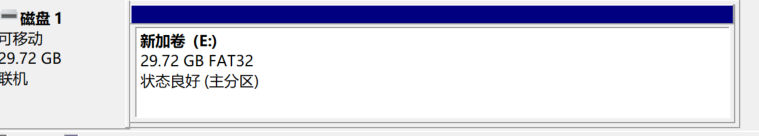 磁盘 1
可移动
29.72 GB
联机
新加卷 (E:)
29.72 GB FAT32
状态良好 (主分区)